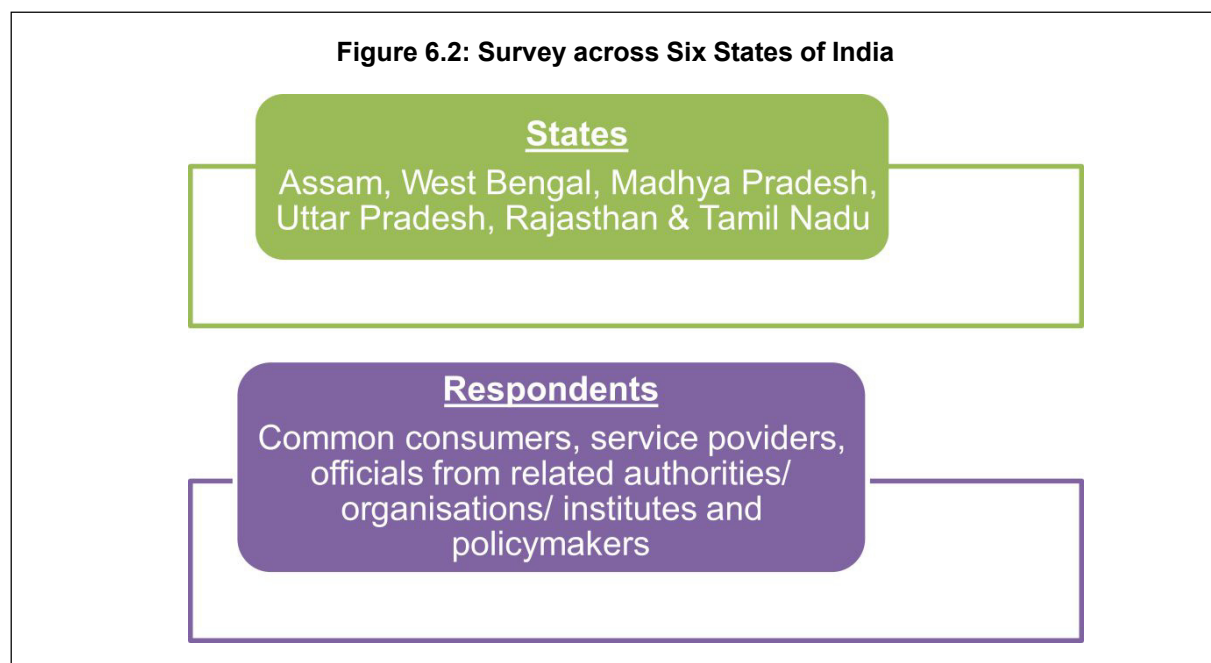 Figure 6.2: Survey across Six States of India
States
Assam, West Bengal, Madhya Pradesh,
Uttar Pradesh, Rajasthan & Tamil Nadu
Respondents
Common consumers, service poviders,
officials from related authorities/
organisations/ institutes and
policymakers